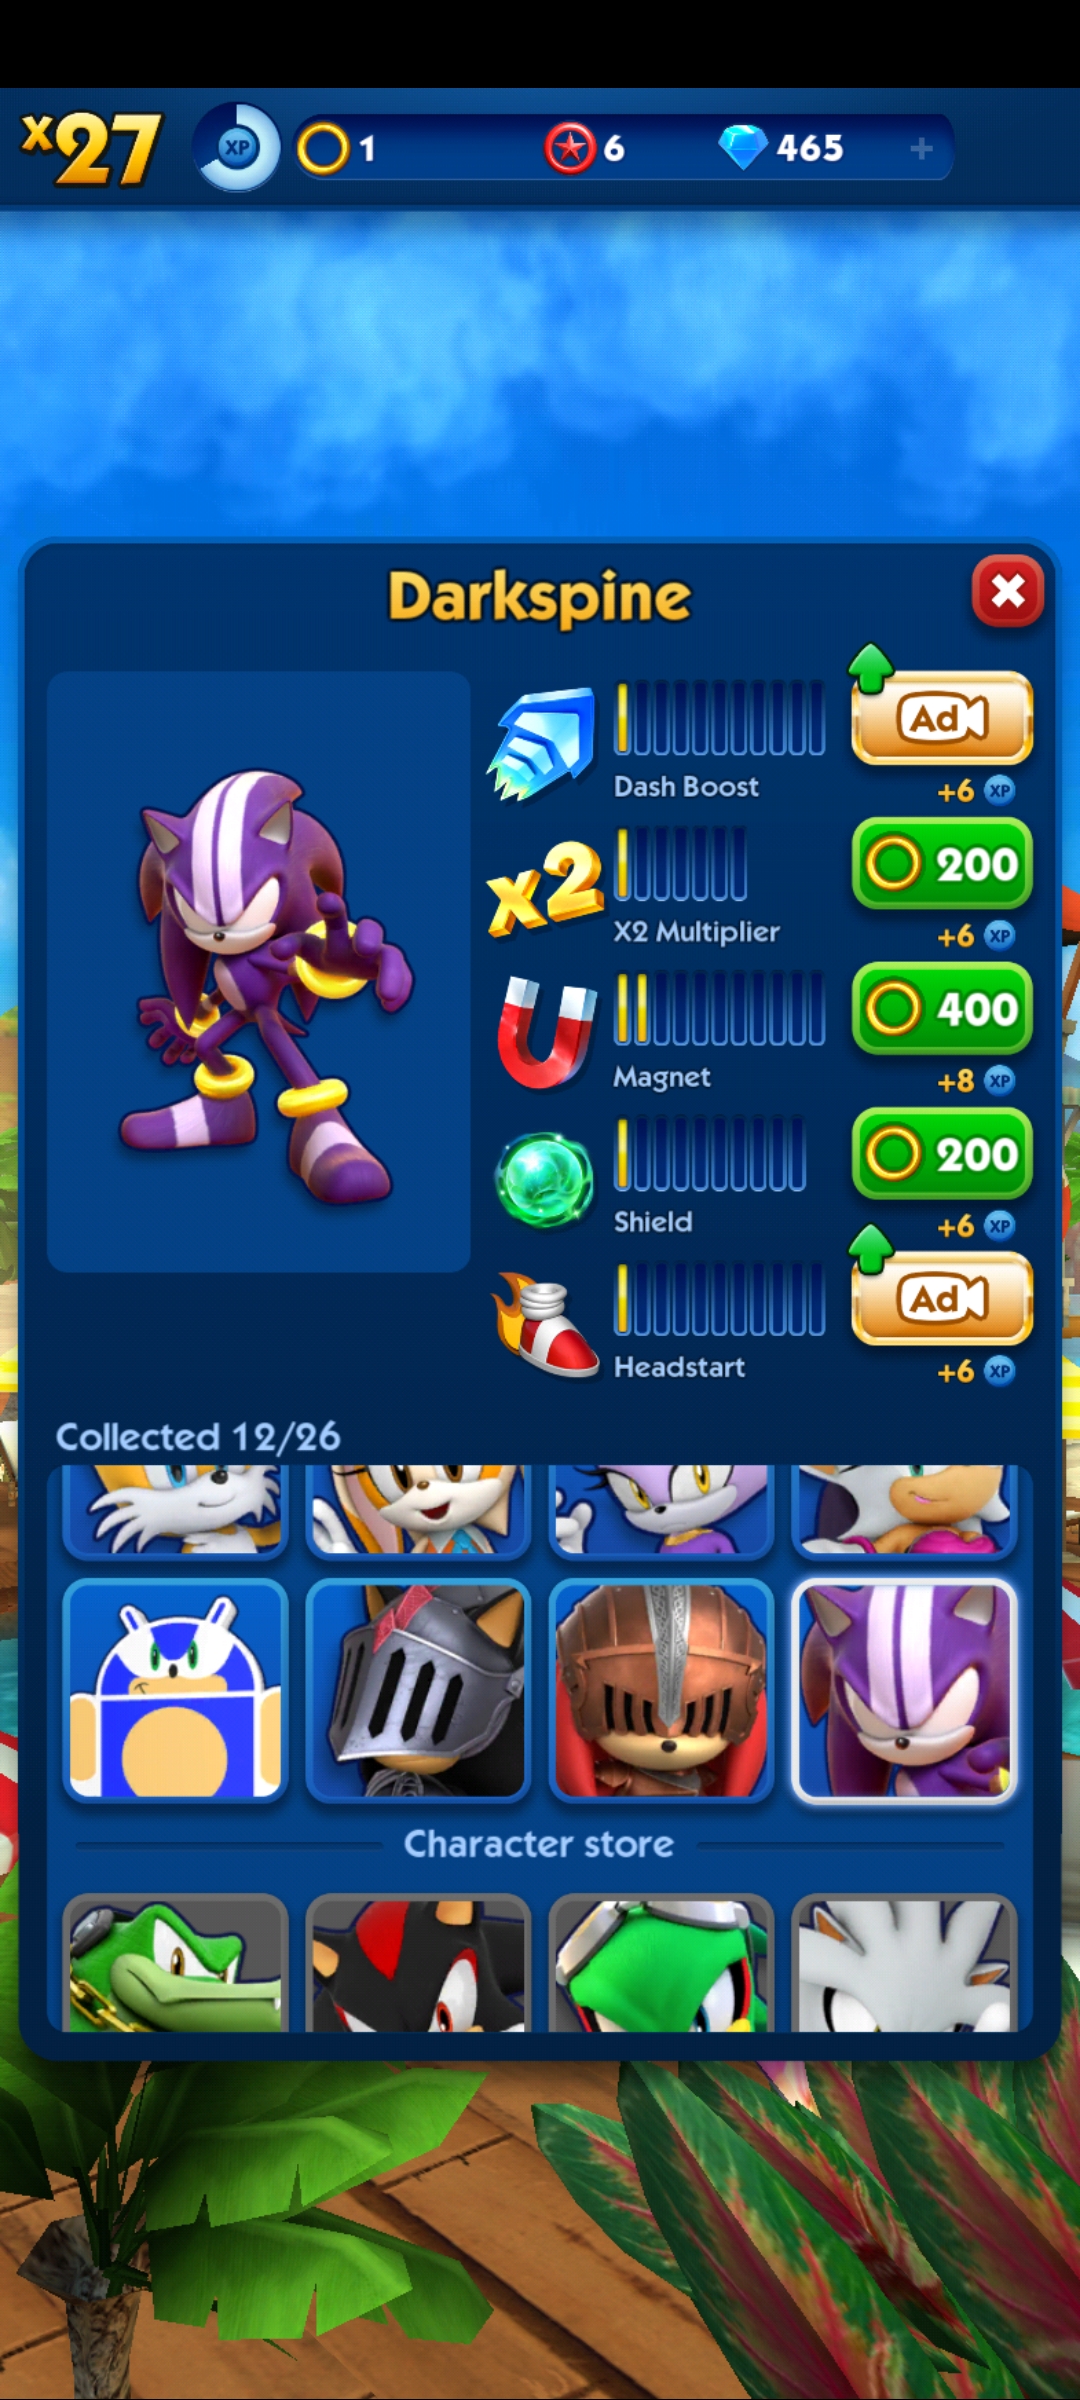 x27
XP
1
6
465
+
Darkspine
Dash Boost
Ad
+6 XP
x2
X2 Multiplier
200
+6 XP
Magnet
400
+8 XP
Shield
200
+6 XP
Headstart
Ad
+6 XP
Collected 12/26
Character store